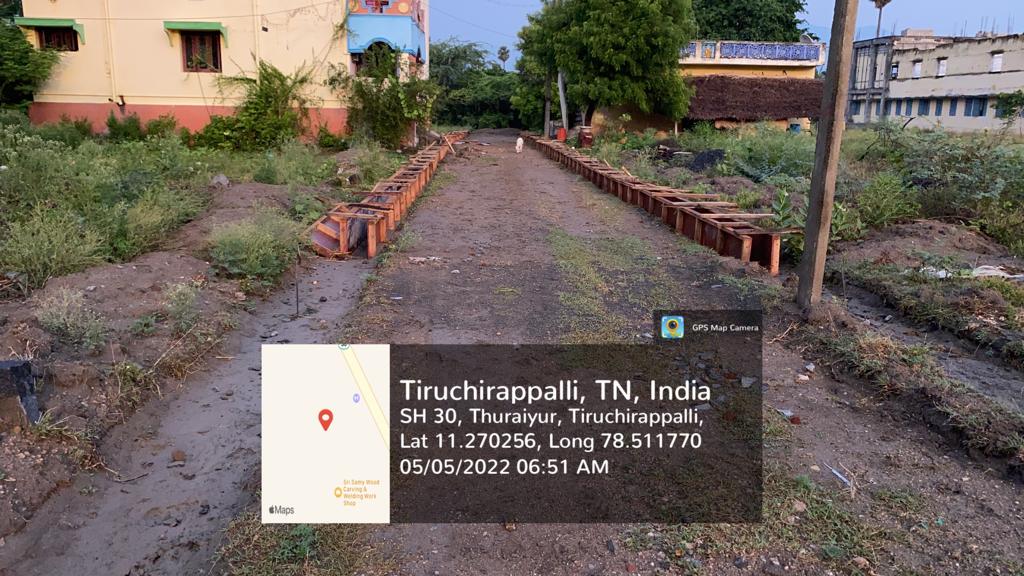 GPS Map Camera
Tiruchirappalli, TN, India
SH 30, Thuraiyur, Tiruchirappalli,
Lat 11.270256, Long 78.511770
05/05/2022 06:51 AM
Sri Samy Wood
Carving &
Welding Work
Shop
Maps